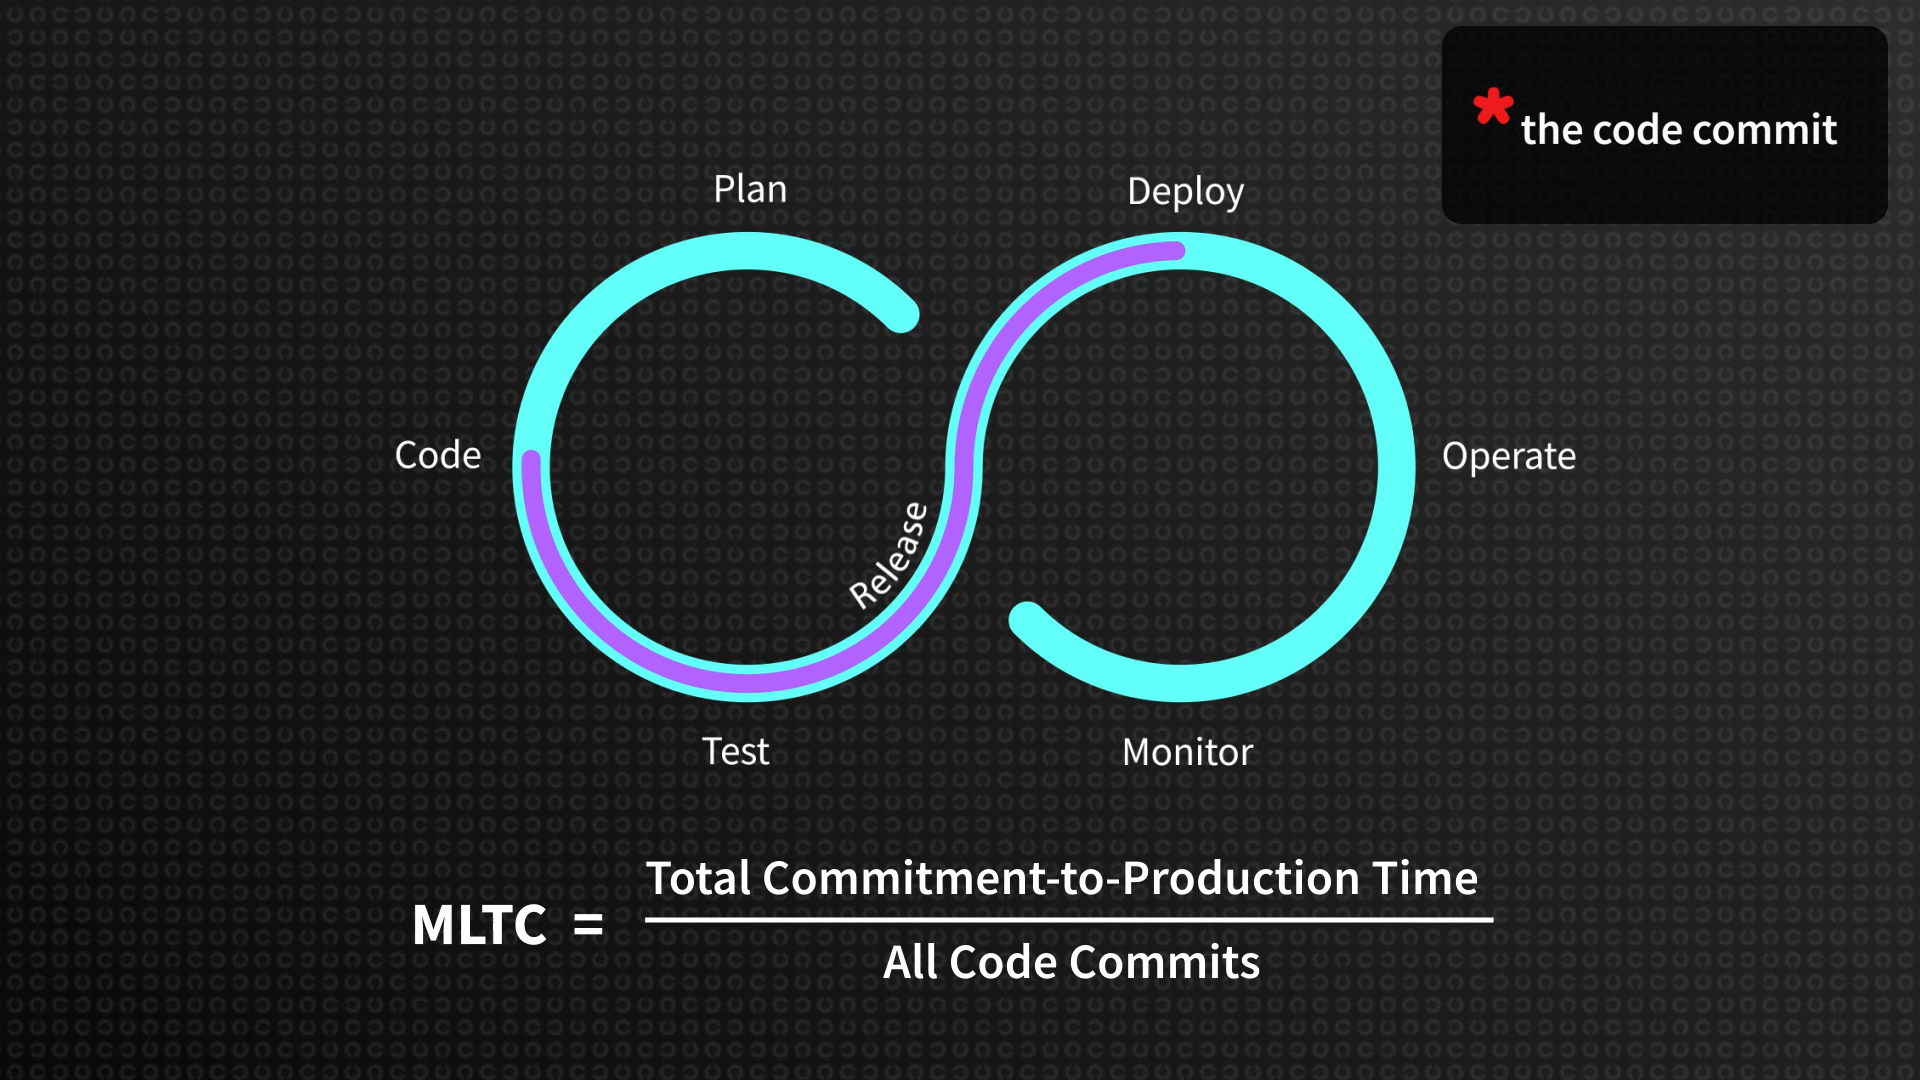 * the code commit
Plan
Deploy
Code
Operate
Release
Test
Monitor
MLTC = Total Commitment-to-Production Time
All Code Commits